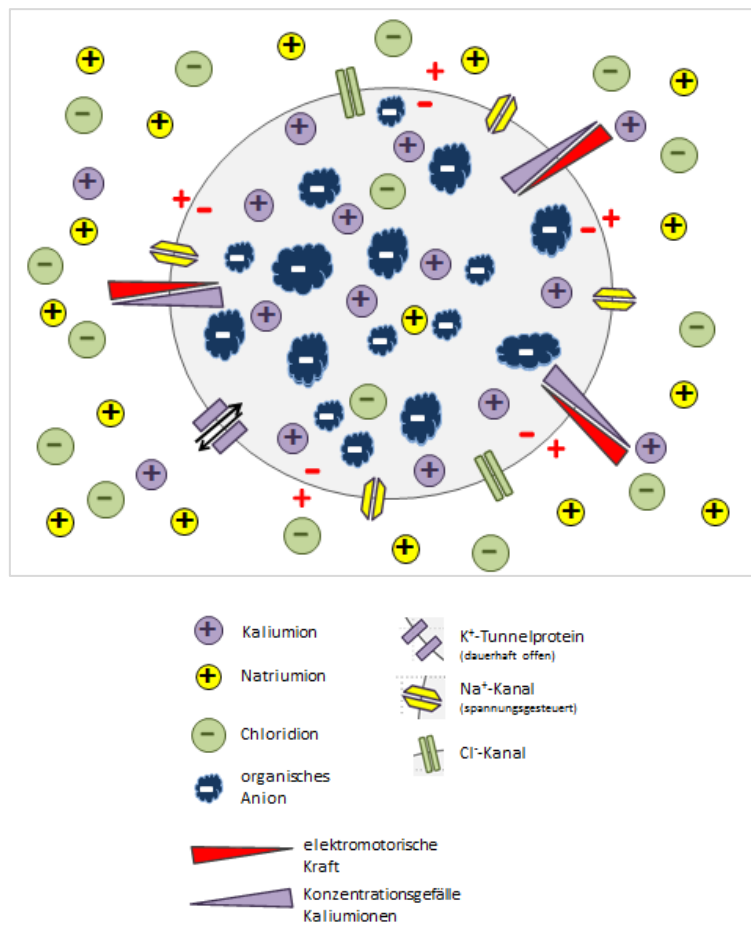 Kaliumion
Natriumion
Chloridion
organisches
Anion
K⁺-Tunnelprotein
(dauerhaft offen)
Na⁺-Kanal
(spannungsgesteuert)
Cl⁻-Kanal
elektromotorische
Kraft
Konzentrationsgefälle
Kaliumionen